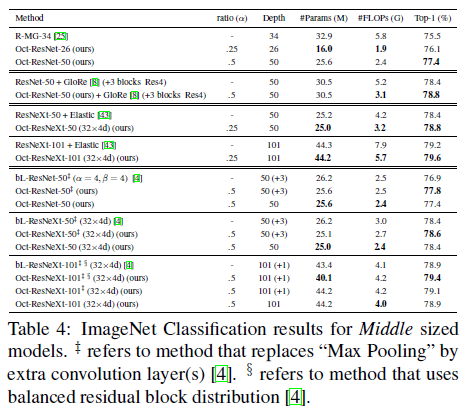 Method ratio (α) Depth #Params (M) #FLOPs (G) Top-1 (%)
R-MG-34 [25] - 34 32.9 5.8 75.5
Oct-ResNet-26 (ours) .25 26 16.0 1.9 76.1
Oct-ResNet-50 (ours) .5 50 25.6 2.4 77.4
ResNet-50 + GloRe [8] (+3 blocks Res4) - 50 30.5 5.2 78.4
Oct-ResNet-50 (ours) + GloRe [8] (+3 blocks Res4) .5 50 30.5 3.1 78.8
ResNeXt-50 + Elastic [43] - 50 25.2 4.2 78.4
Oct-ResNeXt-50 (32×4d) (ours) .25 50 25.0 3.2 78.8
ResNeXt-101 + Elastic [43] - 101 44.3 7.9 79.2
Oct-ResNeXt-101 (32×4d) (ours) .25 101 44.2 5.7 79.6
bL-ResNet-50‡ (α = 4, β = 4) [4] - 50 (+3) 26.2 2.5 76.9
Oct-ResNet-50‡ (ours) .5 50 (+3) 25.6 2.5 77.8
Oct-ResNet-50 (ours) .5 50 25.6 2.4 77.4
bL-ResNeXt-50‡ (32×4d) [4] - 50 (+3) 26.2 3.0 78.4
Oct-ResNeXt-50‡ (32×4d) (ours) .5 50 (+3) 25.1 2.7 78.6
Oct-ResNeXt-50 (32×4d) (ours) .5 50 25.0 2.4 78.4
bL-ResNeXt-101‡ § (32×4d) [4] - 101 (+1) 43.4 4.1 78.9
Oct-ResNeXt-101‡ § (32×4d) (ours) .5 101 (+1) 40.1 4.2 79.4
Oct-ResNeXt-101‡ (32×4d) (ours) .5 101 (+1) 44.2 4.2 79.1
Oct-ResNeXt-101 (32×4d) (ours) .5 101 44.2 4.0 78.9
Table 4: ImageNet Classification results for Middle sized
models. ‡ refers to method that replaces “Max Pooling” by
extra convolution layer(s) [4]. § refers to method that uses
balanced residual block distribution [4].